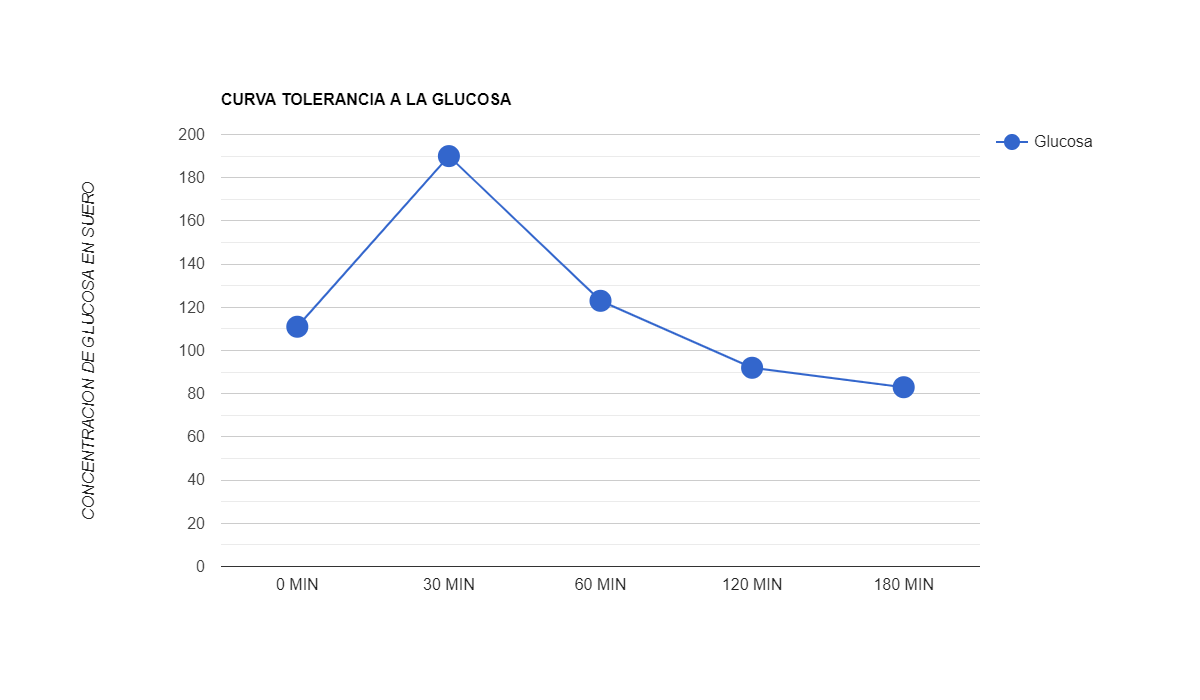 CURVA TOLERANCIA A LA GLUCOSA
Glucosa
CONCENTRACION DE GLUCOSA EN SUERO
200
180
160
140
120
100
80
60
40
20
0
0 MIN
30 MIN
60 MIN
120 MIN
180 MIN